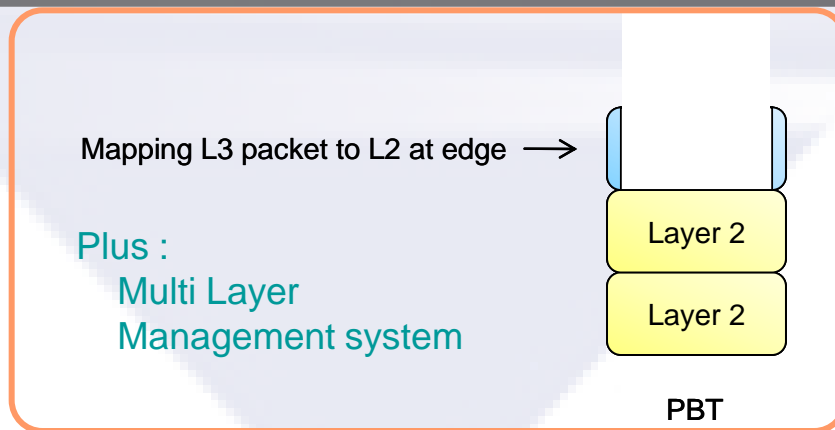 Mapping L3 packet to L2 at edge
Plus :
Multi Layer
Management system
Layer 2
Layer 2
PBT